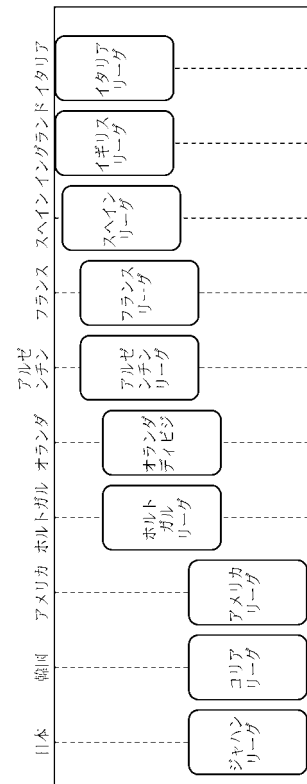 日本
韓国
アメリカ
ホルトガル
オランダ
アルゼ
ンチン
フランス
スヘイン
イングランド
イタリア
ジャハン
リーグ
コリア
リーグ
アメリカ
リーグ
ホルト
ガル
リーグ
オランダ
ディビジ
アルゼ
ンチン
リーグ
フランス
リーグ
スヘイン
リーグ
イギリス
リーグ
イタリア
リーグ